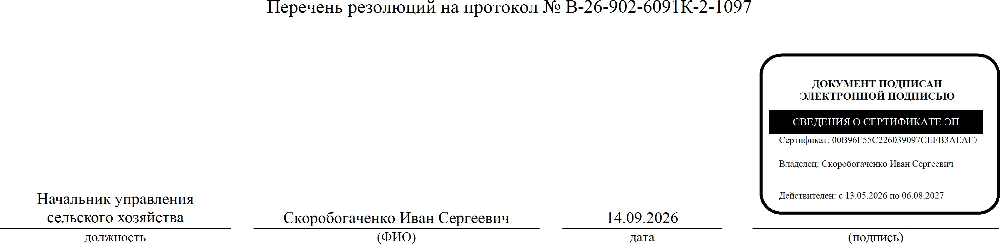 Перечень резолюций на протокол № В-26-902-6091К-2-1097
ДОКУМЕНТ ПОДПИСАН
ЭЛЕКТРОННОЙ ПОДПИСЬЮ
СВЕДЕНИЯ О СЕРТИФИКАТЕ ЭП
Сертификат: 00B96F55C226039097CEFB3AEAF7
Владелец: Скоробогаченко Иван Сергеевич
Действителен: с 13.05.2026 по 06.08.2027
Начальник управления
сельского хозяйства
Скоробогаченко Иван Сергеевич
14.09.2026
должность
(ФИО)
дата
(подпись)